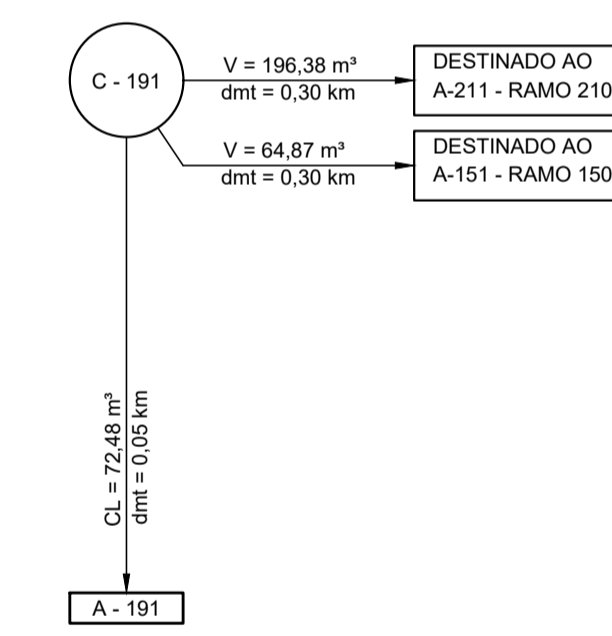 C - 191
V = 196,38 m³
dmt = 0,30 km
DESTINADO AO
A-211 - RAMO 210
V = 64,87 m³
dmt = 0,30 km
DESTINADO AO
A-151 - RAMO 150
CL = 72,48 m³
dmt = 0,05 km
A - 191